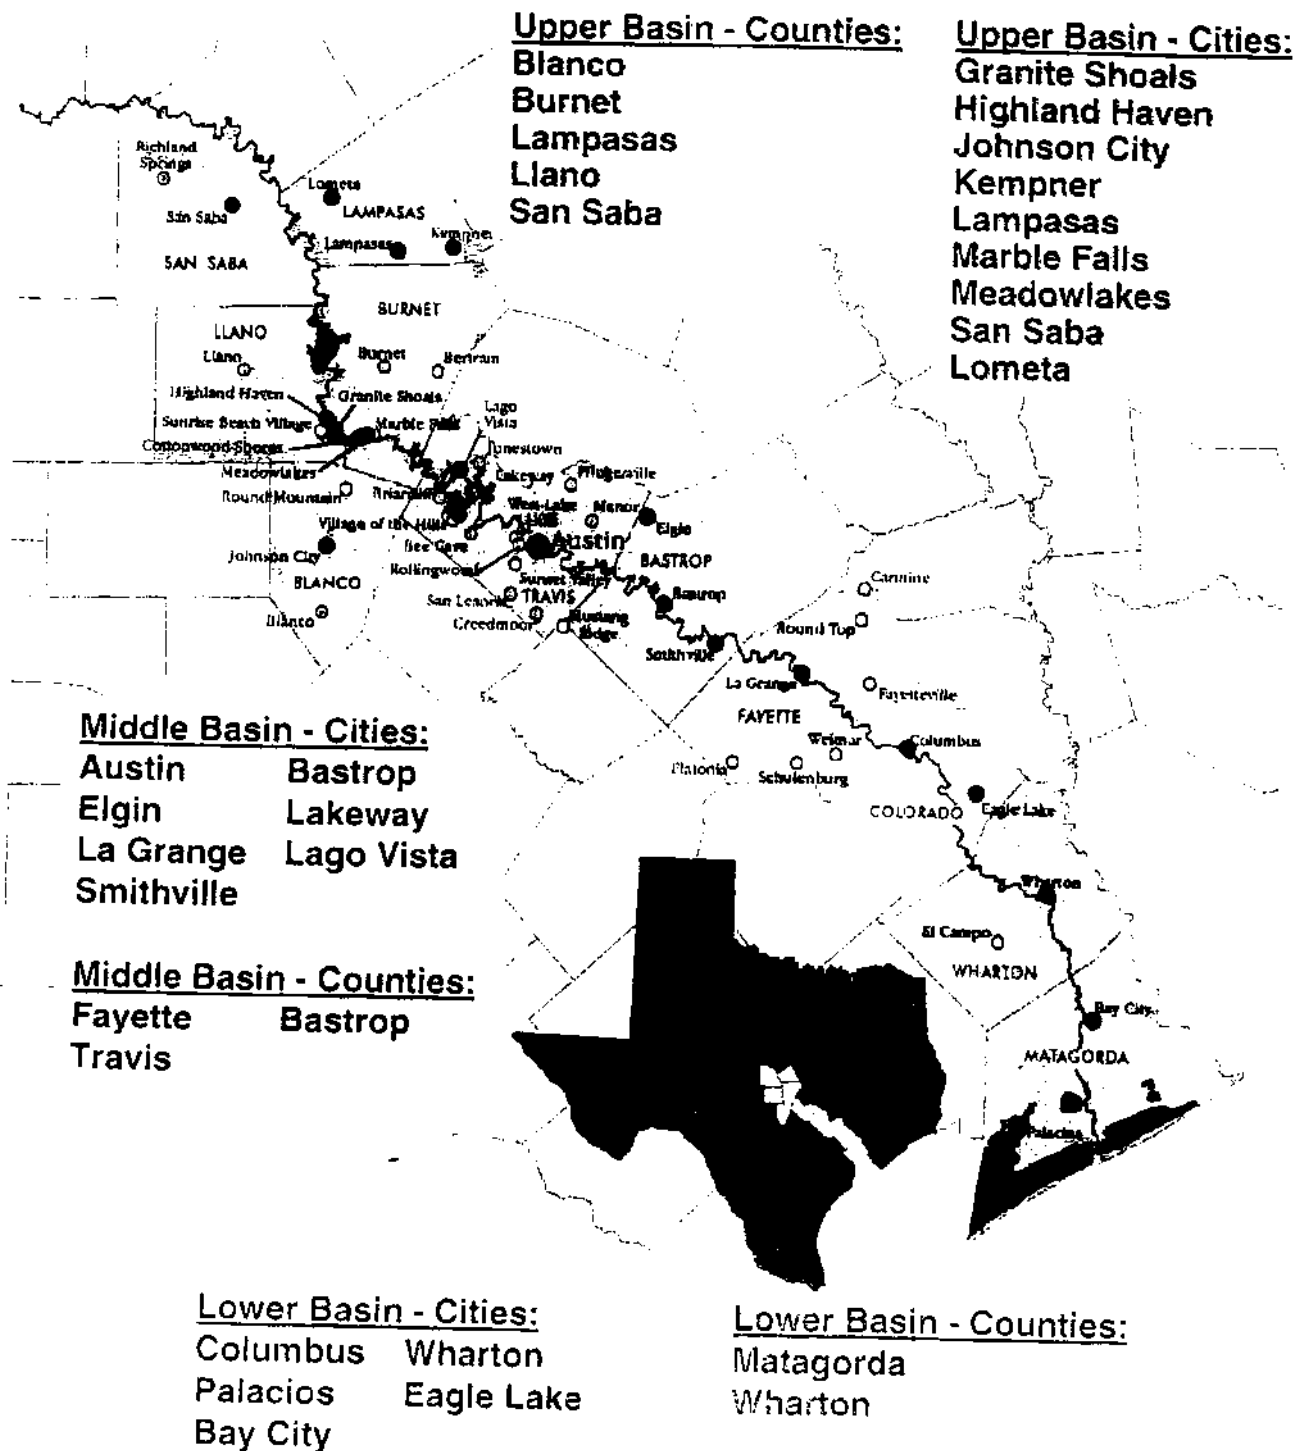 Upper Basin - Counties:
Blanco
Burnet
Lampasas
Llano
San Saba
Upper Basin - Cities:
Granite Shoals
Highland Haven
Johnson City
Kempner
Lampasas
Marble Falls
Meadowlakes
San Saba
Lometa
Richland
Springs
San Saba
SAN SABA
Lometa
LAMPASAS
Lampasas
Kempner
BURNET
LLANO
Llano
Burnet
Bertram
Highland Haven
Granite Shoals
Sunrise Beach Village
Marble Falls
Cottonwood Shores
Meadowlakes
Round Mountain
Lago
Vista
Jonestown
Lakeway
Pflugerville
Briarcliff
West Lake
Hills
Manor
Elgin
Village of the Hills
Bee Cave
Austin
Johnson City
Rollingwood
BASTROP
BLANCO
Sunset Valley
San Leanna
TRAVIS
Bastrop
Blanco
Creedmoor
Mustang
Ridge
Carmine
Round Top
Smithville
La Grange
Fayetteville
FAYETTE
Weimar
Columbus
Flatonia
Schulenburg
COLORADO
Eagle Lake
Wharton
El Campo
WHARTON
Bay City
MATAGORDA
Palacios
Middle Basin - Cities:
Austin Bastrop
Elgin Lakeway
La Grange Lago Vista
Smithville
Middle Basin - Counties:
Fayette Bastrop
Travis
Lower Basin - Cities:
Columbus Wharton
Palacios Eagle Lake
Bay City
Lower Basin - Counties:
Matagorda
Wharton